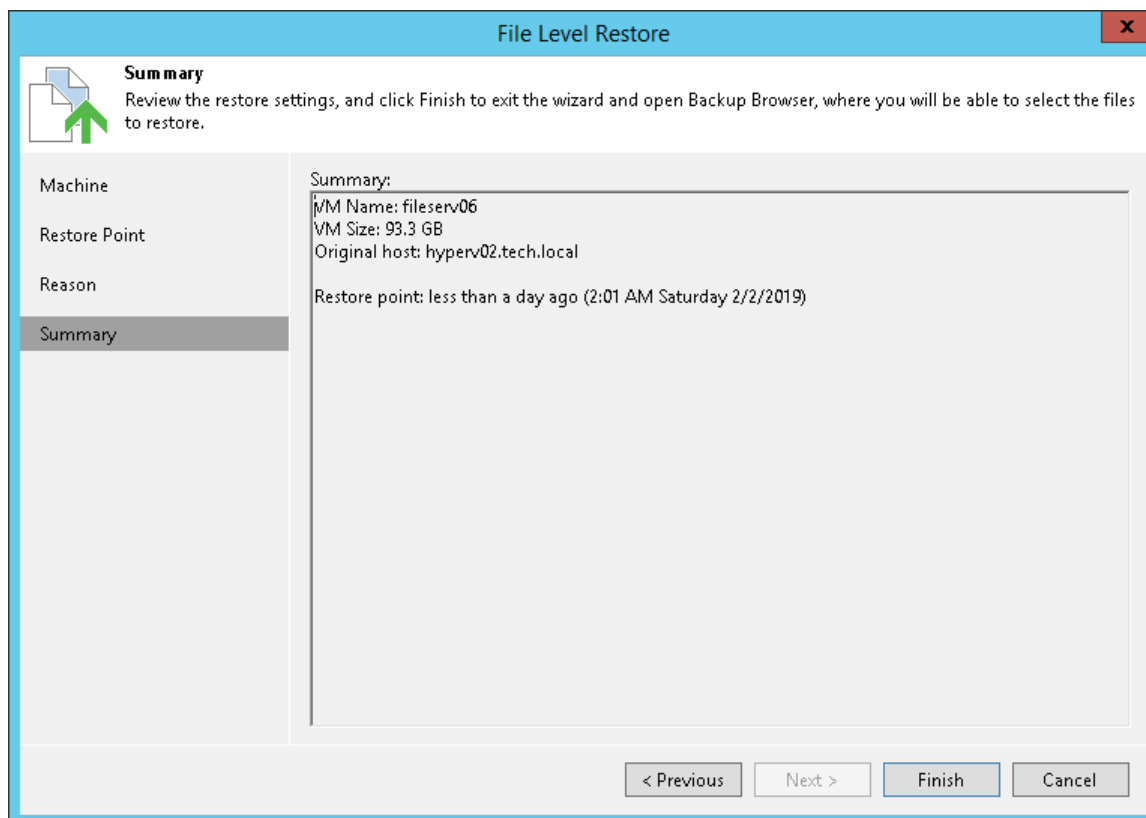 File Level Restore
x
Summary
Review the restore settings, and click Finish to exit the wizard and open Backup Browser, where you will be able to select the files
to restore.
Machine
Restore Point
Reason
Summary
Summary:
VM Name: fileserv06
VM Size: 93.3 GB
Original host: hyperv02.tech.local
Restore point: less than a day ago (2:01 AM Saturday 2/2/2019)
< Previous
Next >
Finish
Cancel